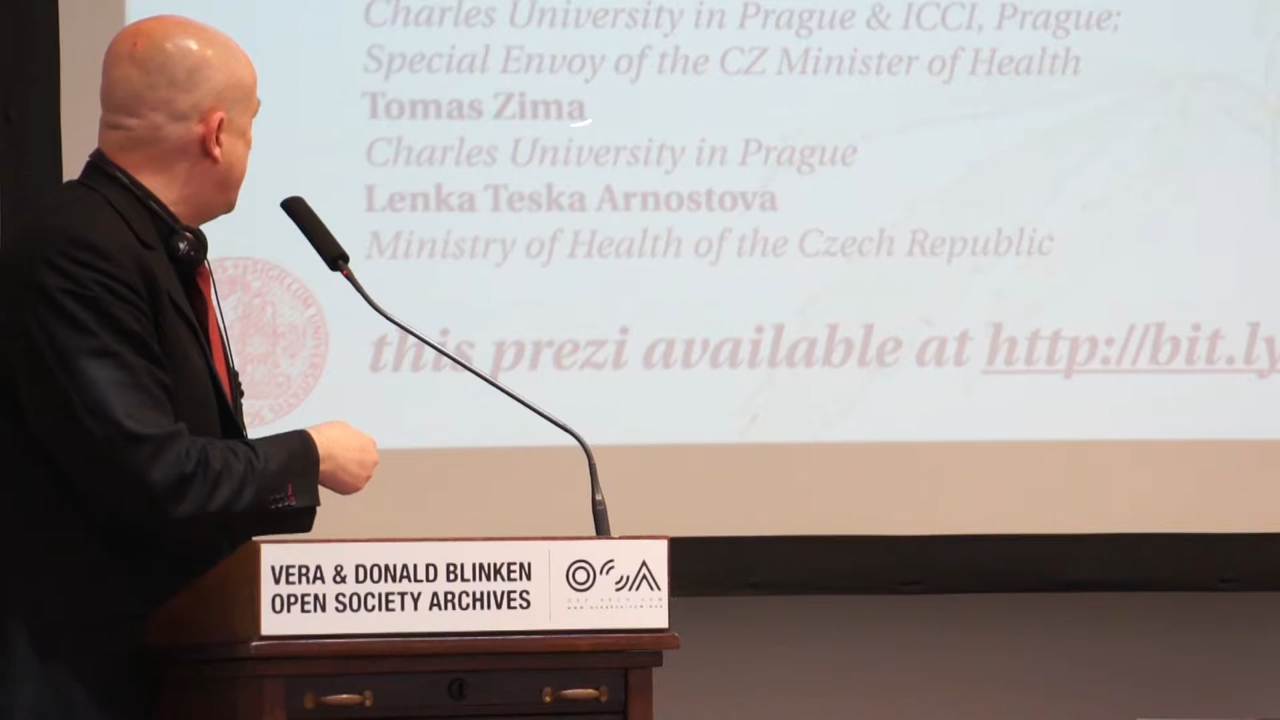 Charles University in Prague & ICCI, Prague;
Special Envoy of the CZ Minister of Health
Tomas Zima
Charles University in Prague
Lenka Teska Arnostova
Ministry of Health of the Czech Republic
this prezi available at http://bit.ly
VERA & DONALD BLINKEN
OPEN SOCIETY ARCHIVES